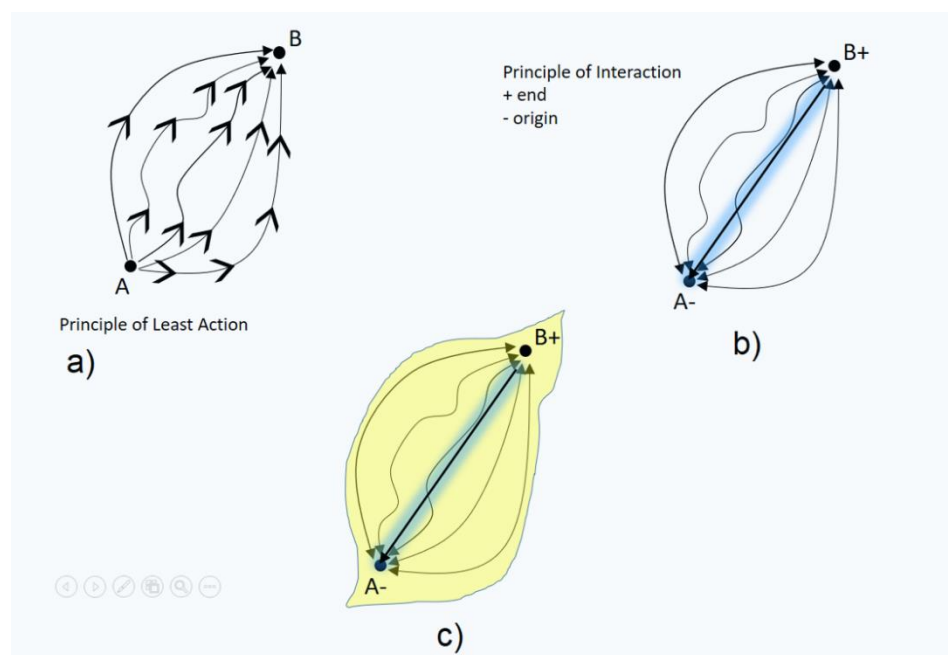 B
A
Principle of Least Action
a)
Principle of Interaction
+ end
- origin
B+
A-
b)
B+
A-
c)